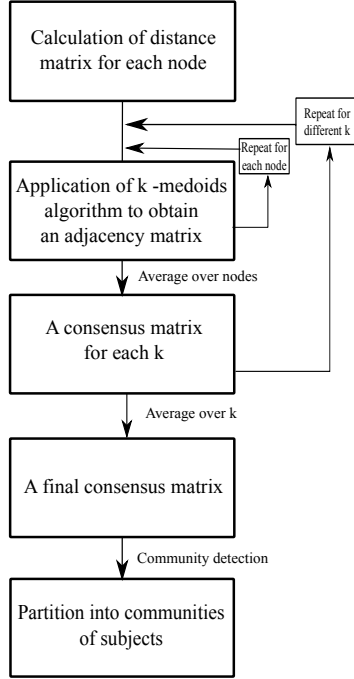 Calculation of distance
matrix for each node
Repeat for
different k
Repeat for
each node
Application of k -medoids
algorithm to obtain
an adjacency matrix
Average over nodes
A consensus matrix
for each k
Average over k
A final consensus matrix
Community detection
Partition into communities
of subjects